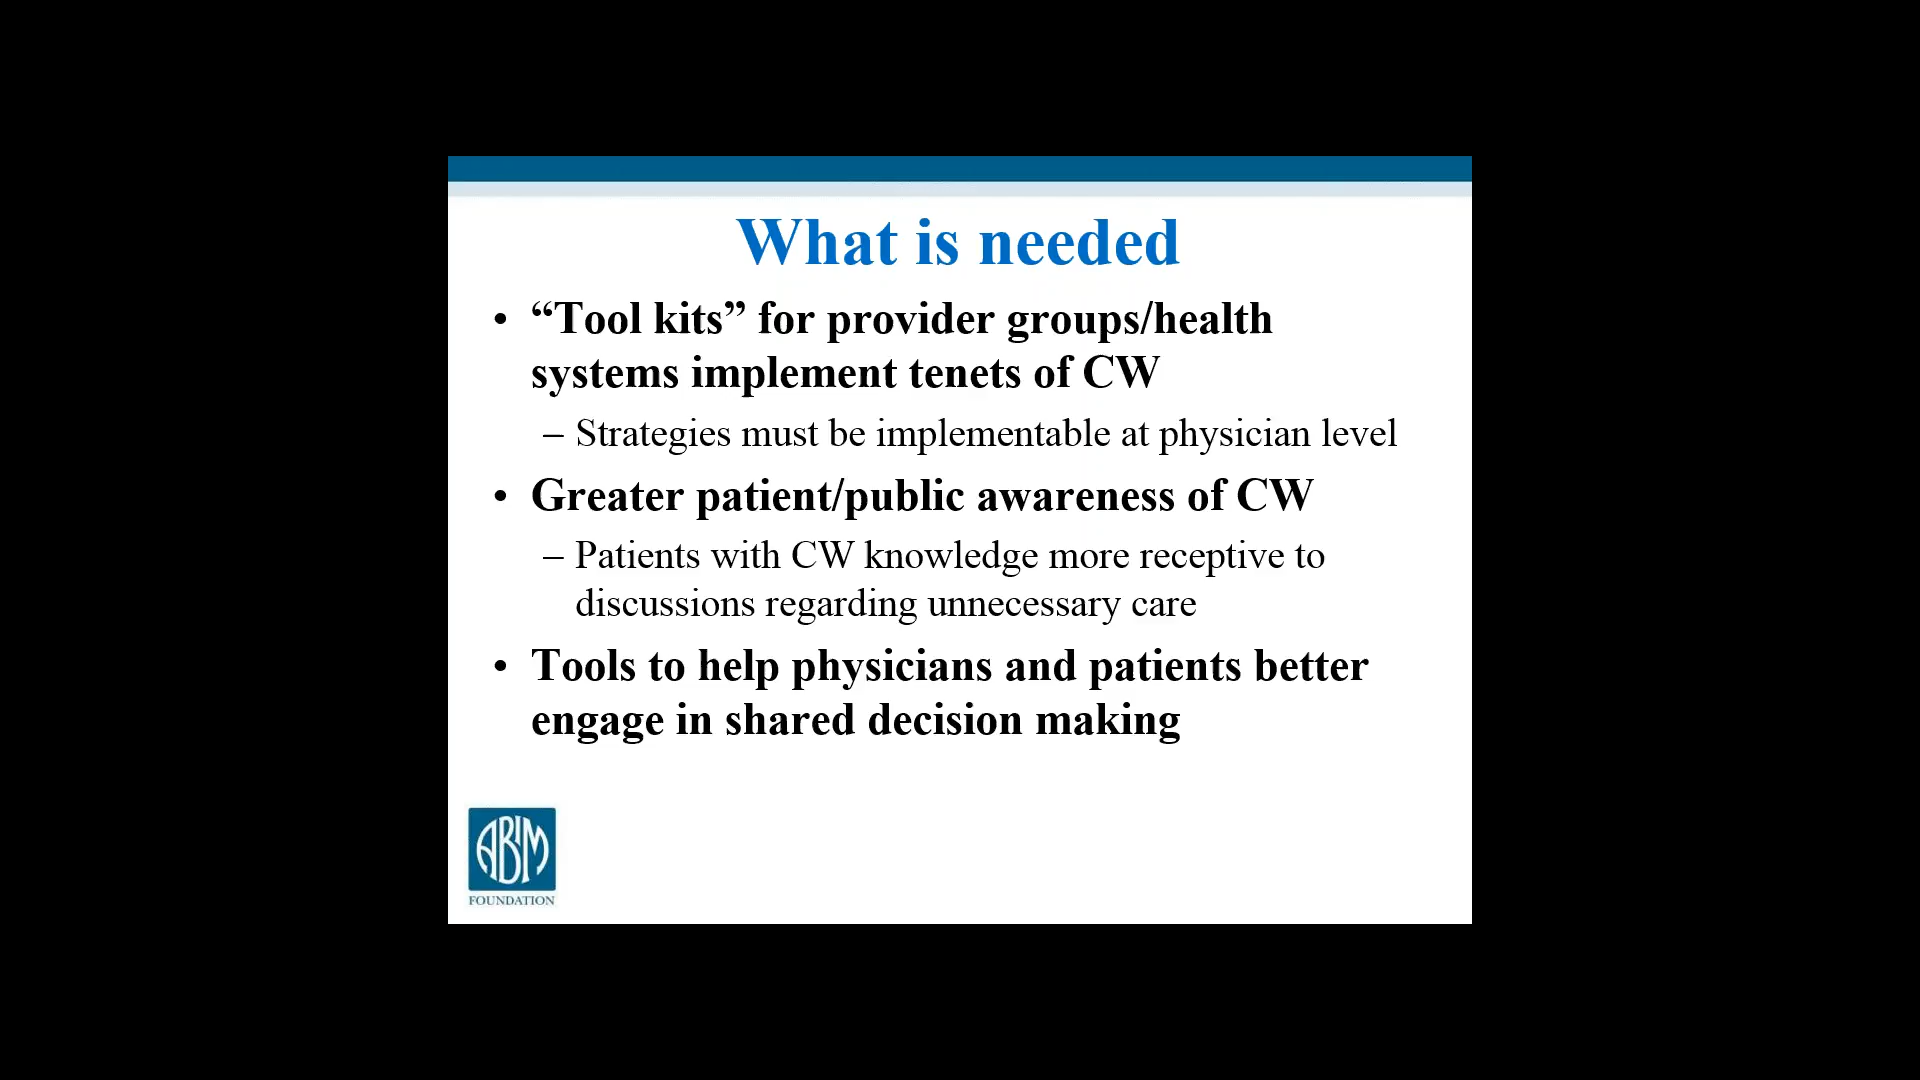 What is needed
• “Tool kits” for provider groups/health
systems implement tenets of CW
– Strategies must be implementable at physician level
• Greater patient/public awareness of CW
– Patients with CW knowledge more receptive to
discussions regarding unnecessary care
• Tools to help physicians and patients better
engage in shared decision making
ABIM
FOUNDATION